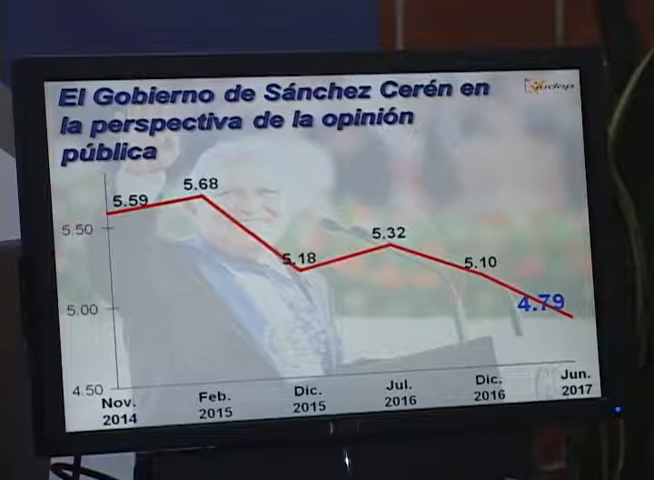 El Gobierno de Sánchez Cerén en
la perspectiva de la opinión
pública
5.59
5.68
5.18
5.32
5.10
4.79
5.50
5.00
4.50
Nov.
2014
Feb.
2015
Dic.
2015
Jul.
2016
Dic.
2016
Jun.
2017